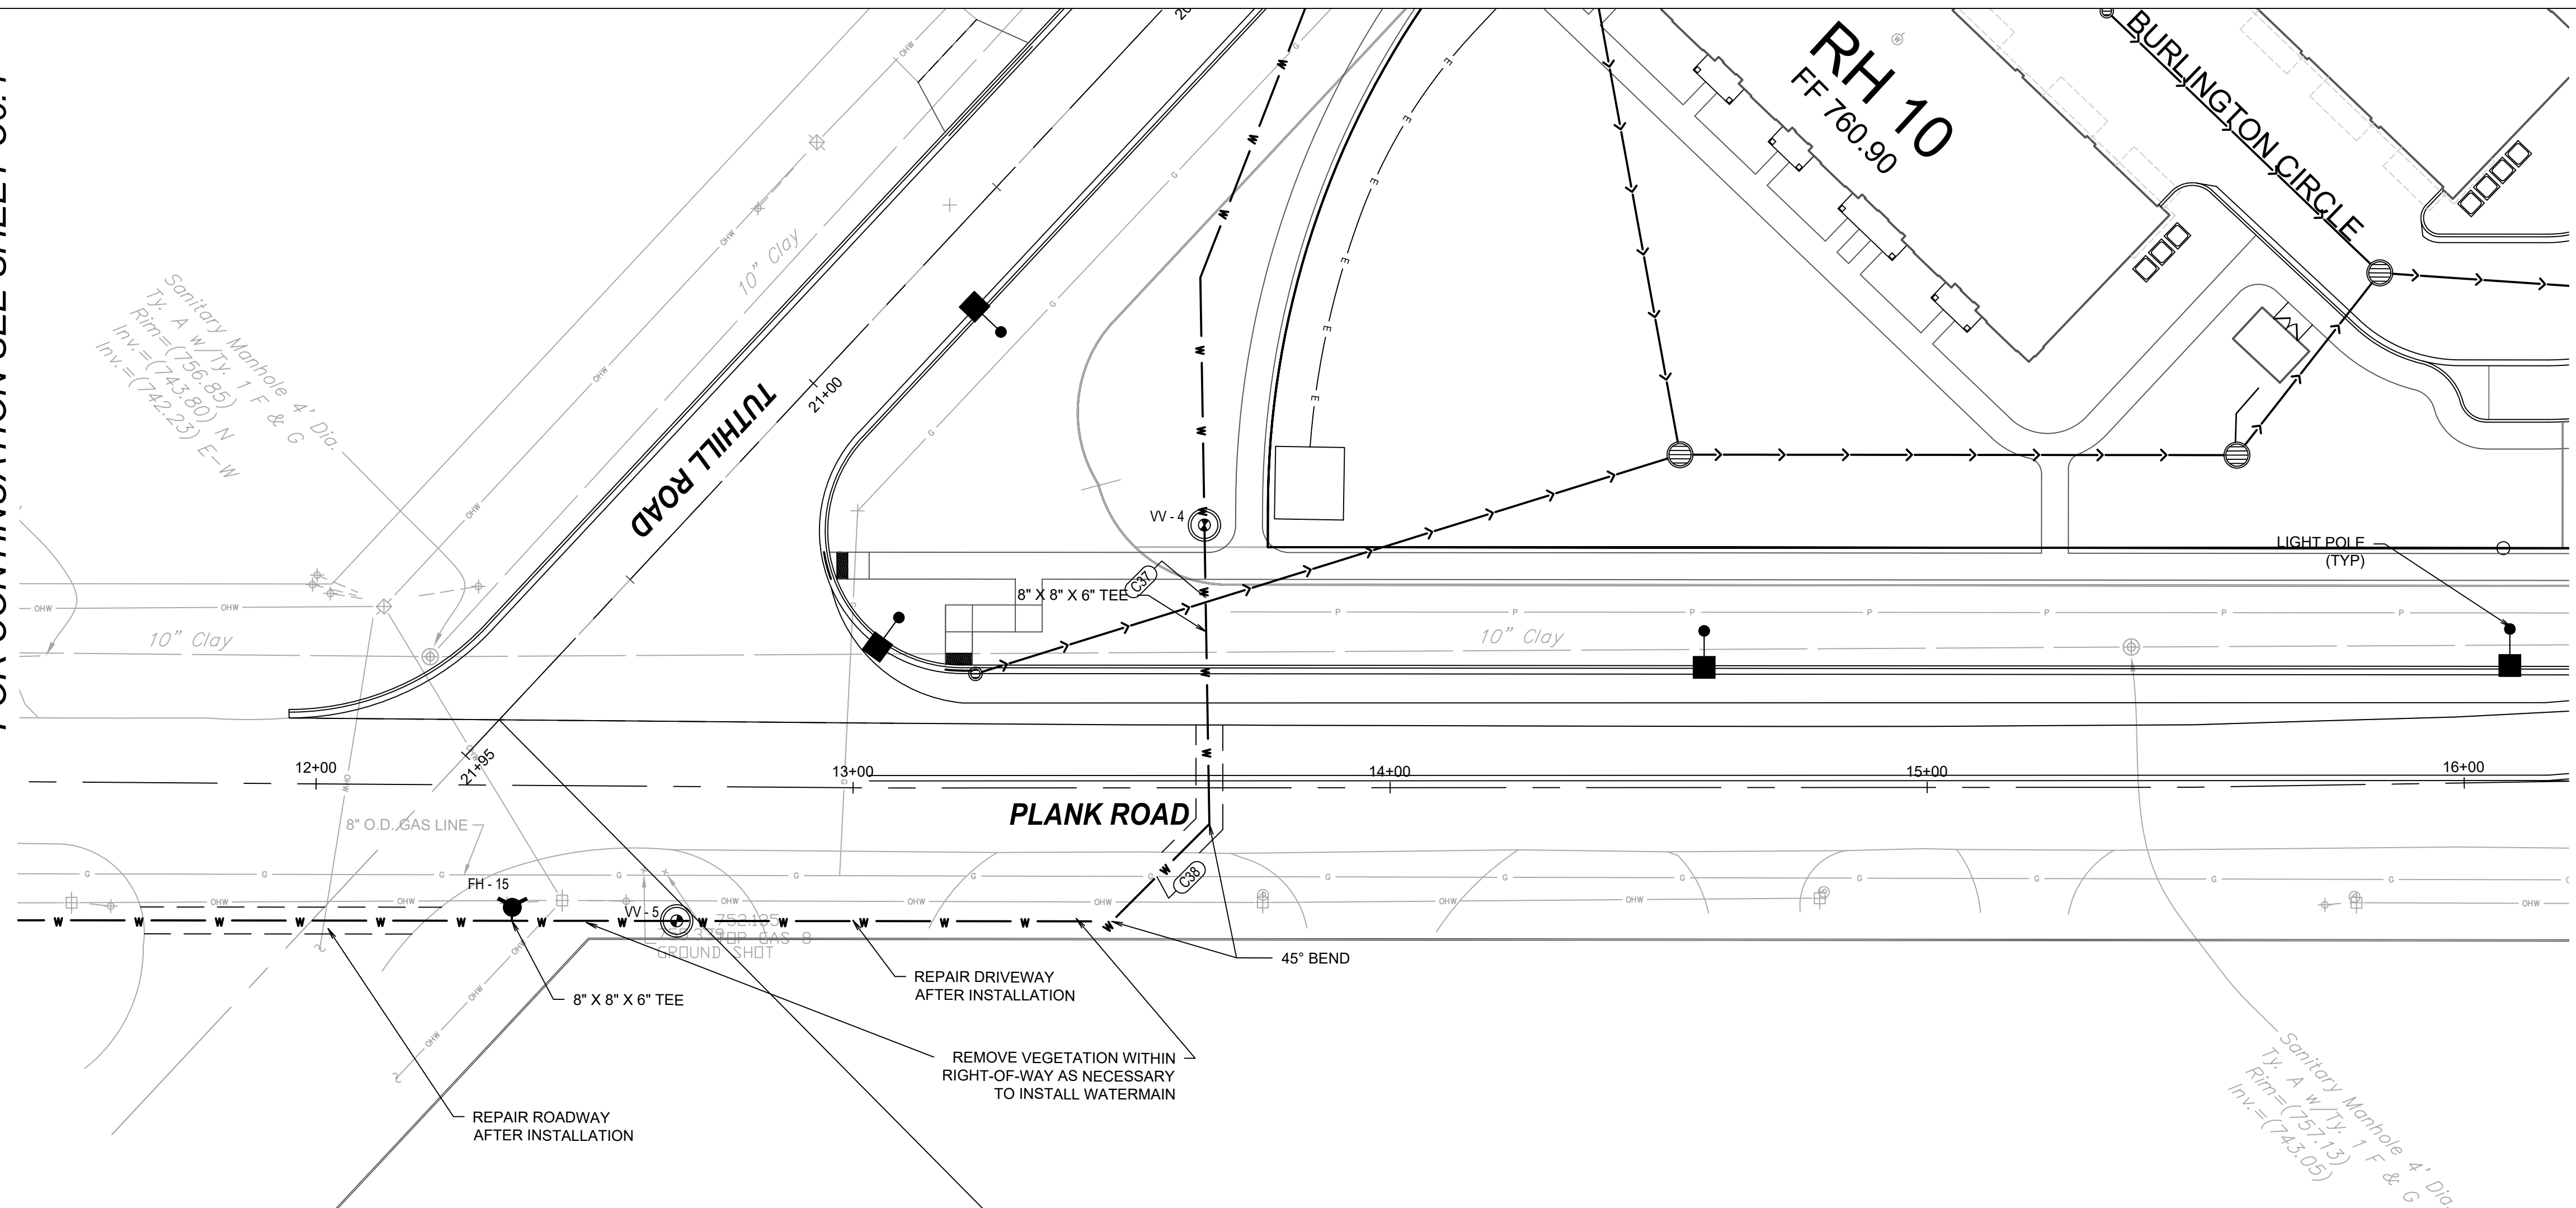 RH 10
FF 760.90
BURLINGTON CIRCLE
10" Clay
Sanitary Manhole 4' Dia.
Ty. A w/Ty. 1 F & G
Rim=(756.85)
Inv.=(743.80) N
Inv.=(742.23) E-W
TUTHILL ROAD
21+00
VV - 4
C37
8" X 8" X 6" TEE
LIGHT POLE
(TYP)
10" Clay
10" Clay
12+00
21+95
13+00
14+00
15+00
16+00
PLANK ROAD
8" O.D. GAS LINE
FH - 15
VV - 5
C38
752.135
TOP GAS 8
GROUND SHOT
45° BEND
REPAIR DRIVEWAY
AFTER INSTALLATION
8" X 8" X 6" TEE
REMOVE VEGETATION WITHIN
RIGHT-OF-WAY AS NECESSARY
TO INSTALL WATERMAIN
REPAIR ROADWAY
AFTER INSTALLATION
Sanitary Manhole 4' Dia.
Ty. A w/Ty. 1 F & G
Rim=(757.13)
Inv.=(743.05)